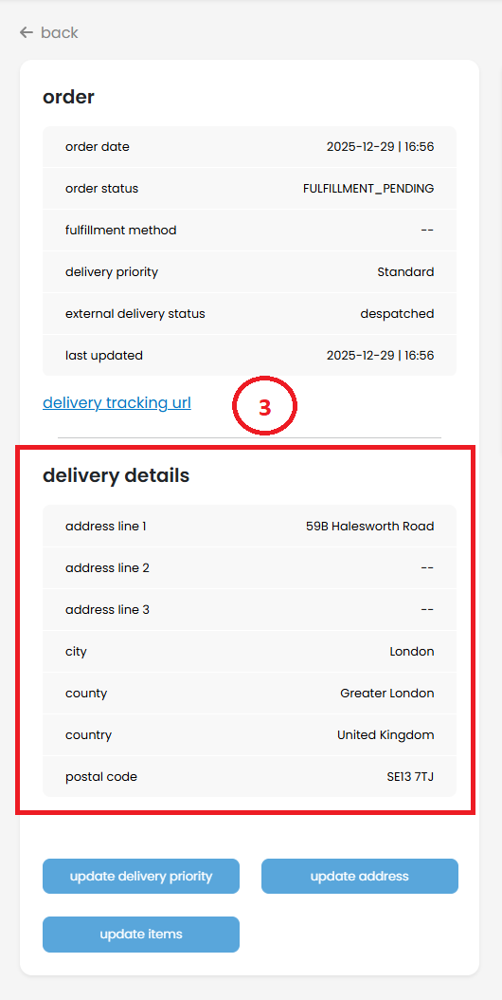 ← back
order
order date 2025-12-29 | 16:56
order status FULFILLMENT_PENDING
fulfillment method --
delivery priority Standard
external delivery status despatched
last updated 2025-12-29 | 16:56
delivery tracking url 3
delivery details
address line 1 59B Halesworth Road
address line 2 --
address line 3 --
city London
county Greater London
country United Kingdom
postal code SE13 7TJ
update delivery priority update address
update items